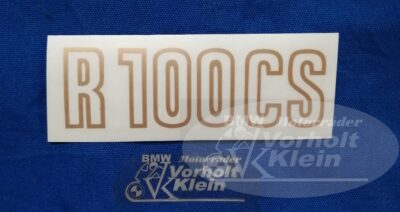 R 100CS
BMW Motorräder
Vorholt
Klein
BMW Motorräder
Vorholt
Klein